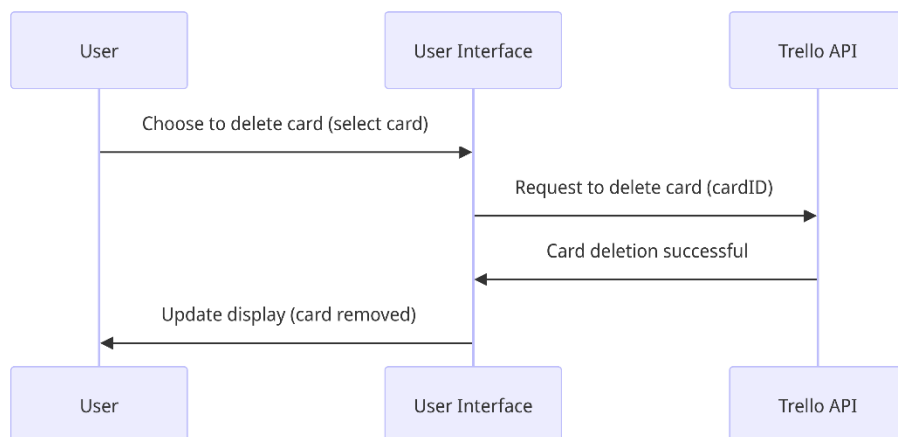 User
User Interface
Trello API
Choose to delete card (select card)
Request to delete card (cardID)
Card deletion successful
Update display (card removed)
User
User Interface
Trello API